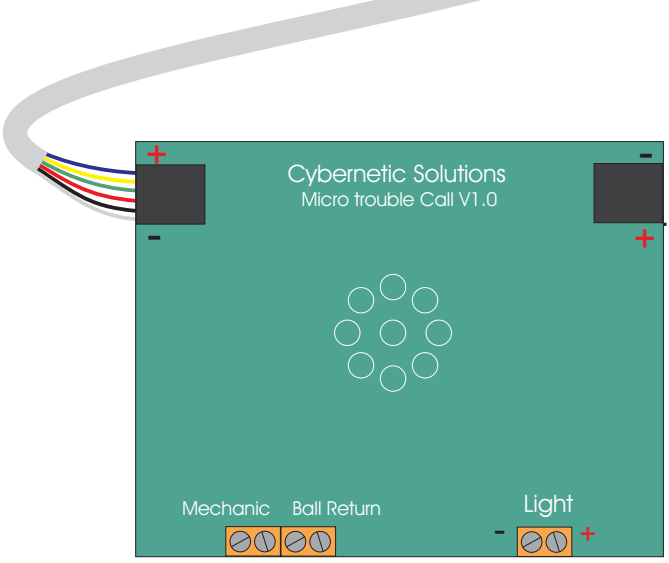 +
-
Cybernetic Solutions
Micro trouble Call V1.0
-
+
Mechanic Ball Return
Light
- +